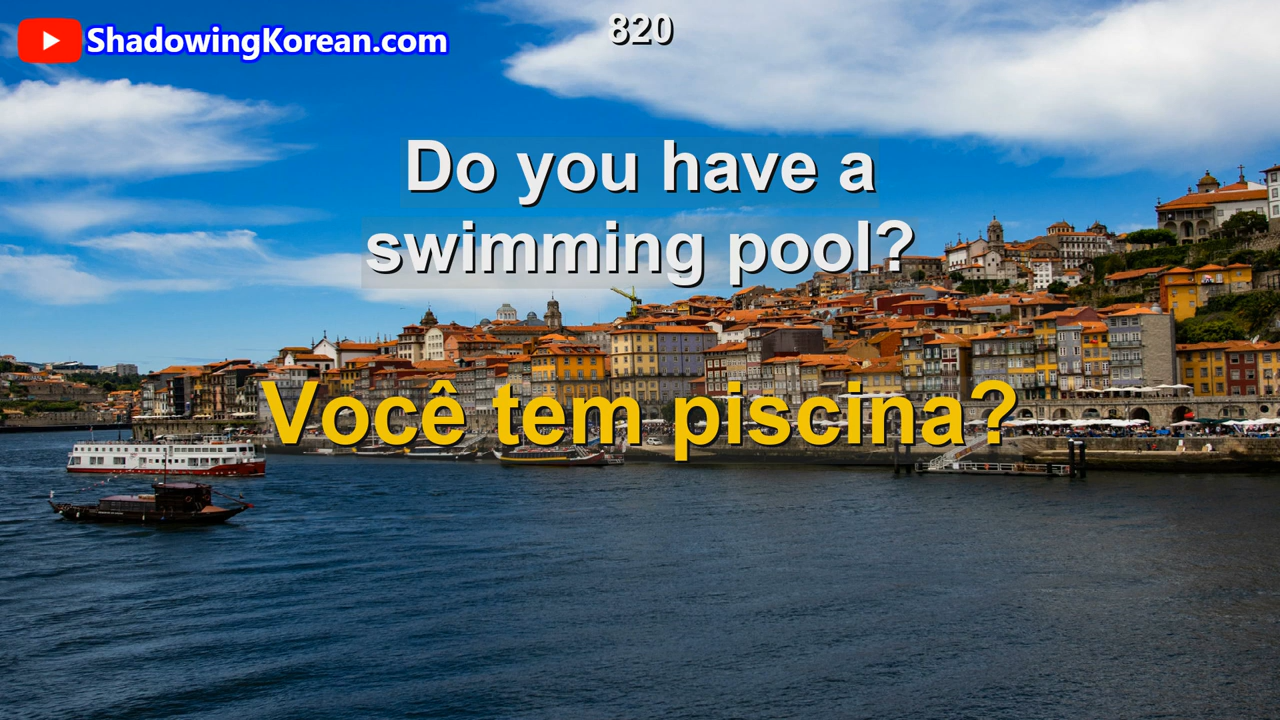 ShadowingKorean.com
820
Do you have a
swimming pool?
Você tem piscina?